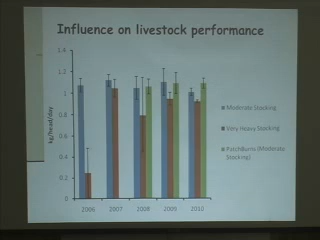 Influence on livestock performance
1.4
1.2
1
0.8
0.6
0.4
0.2
0
kg/head/day
2006 2007 2008 2009 2010
Moderate Stocking
Very Heavy Stocking
PatchBurns (Moderate
Stocking)